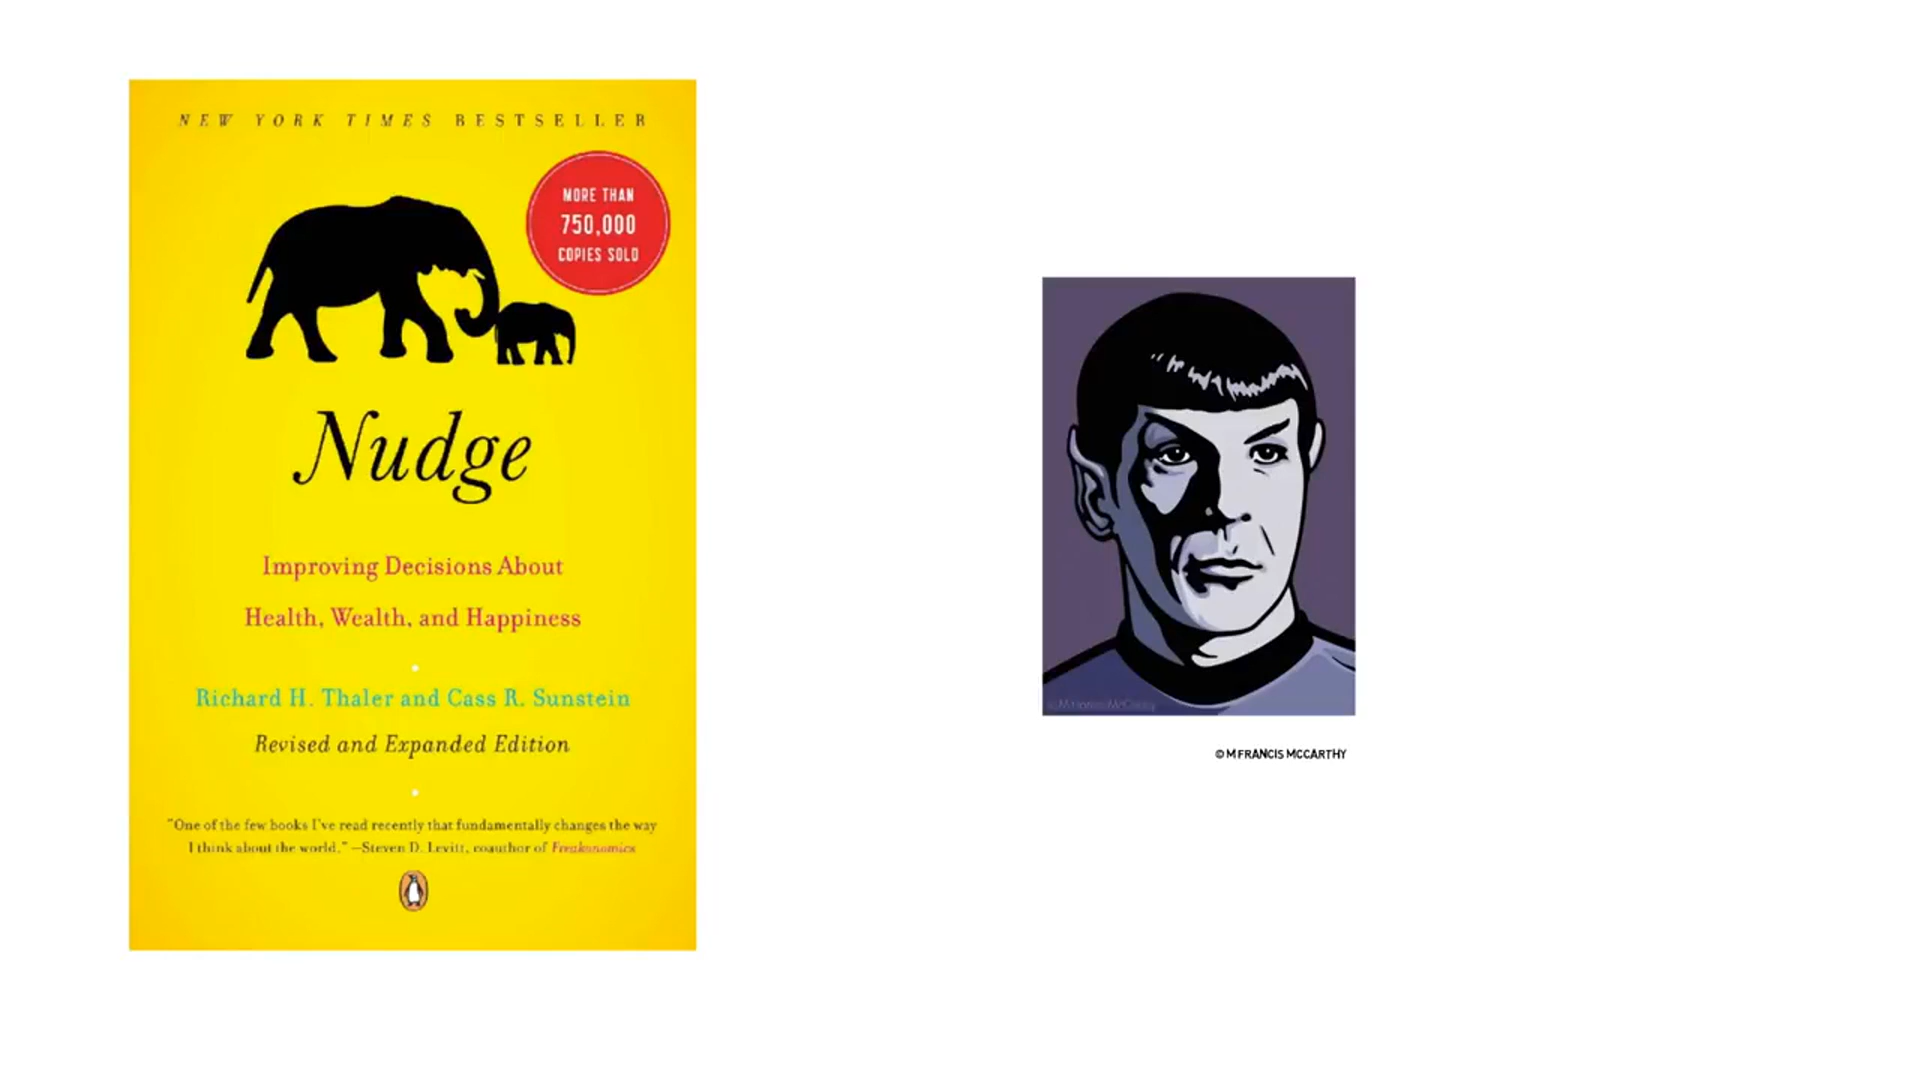 NEW YORK TIMES BESTSELLER
MORE THAN
750,000
COPIES SOLD
Nudge
Improving Decisions About
Health, Wealth, and Happiness
Richard H. Thaler and Cass R. Sunstein
Revised and Expanded Edition
"One of the few books I've read recently that fundamentally changes the way
I think about the world." —Steven D. Levitt, coauthor of Freakonomics
© M FRANCIS MCCARTHY